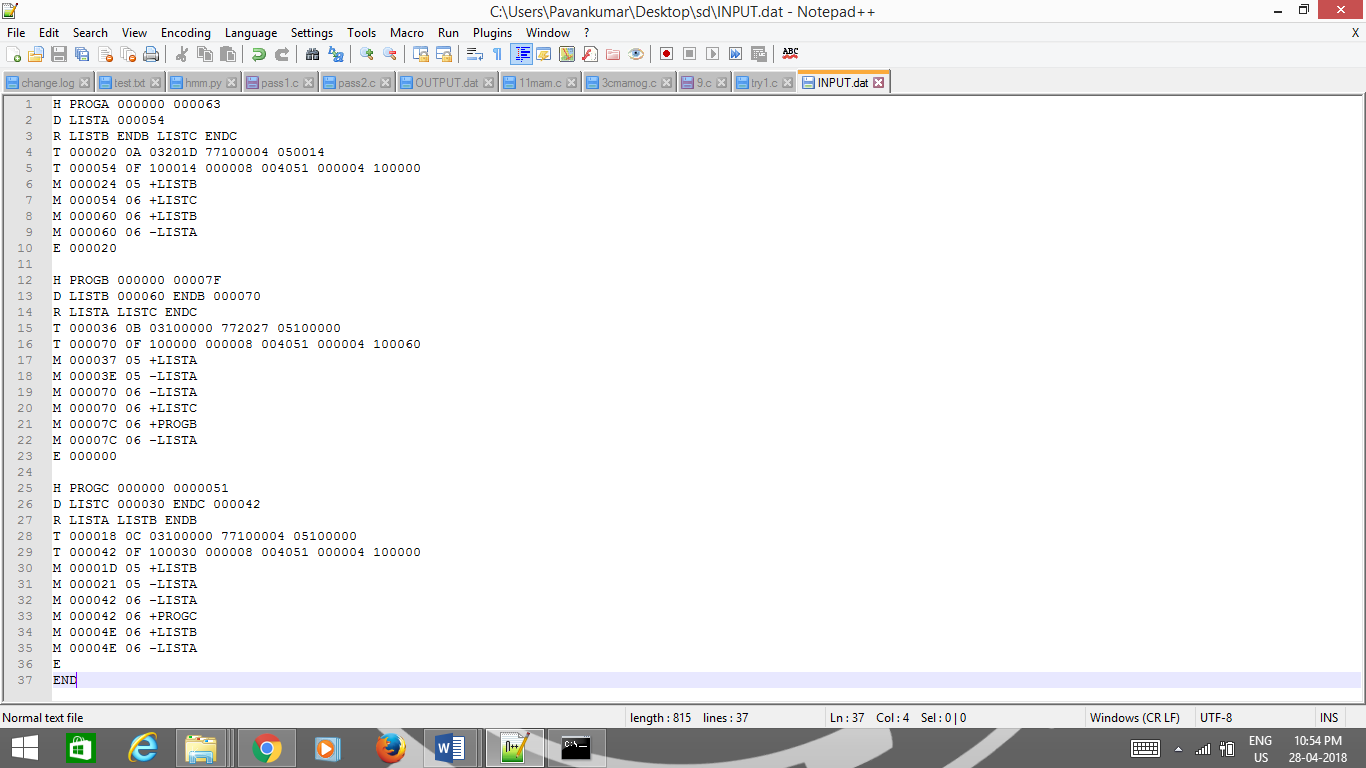 C:\Users\Pavankumar\Desktop\sd\INPUT.dat - Notepad++
File Edit Search View Encoding Language Settings Tools Macro Run Plugins Window ? X
change.log test.txt hmm.py pass1.c pass2.c OUTPUT.dat 11mam.c 3cmamog.c 9.c try1.c INPUT.dat
1 H PROGA 000000 000063
2 D LISTA 000054
3 R LISTB ENDB LISTC ENDC
4 T 000020 0A 03201D 77100004 050014
5 T 000054 0F 100014 000008 004051 000004 100000
6 M 000024 05 +LISTB
7 M 000054 06 +LISTC
8 M 000060 06 +LISTB
9 M 000060 06 -LISTA
10 E 000020
11
12 H PROGB 000000 00007F
13 D LISTB 000060 ENDB 000070
14 R LISTA LISTC ENDC
15 T 000036 0B 03100000 772027 05100000
16 T 000070 0F 100000 000008 004051 000004 100060
17 M 000037 05 +LISTA
18 M 00003E 05 -LISTA
19 M 000070 06 -LISTA
20 M 000070 06 +LISTC
21 M 00007C 06 +PROGB
22 M 00007C 06 -LISTA
23 E 000000
24
25 H PROGC 000000 0000051
26 D LISTC 000030 ENDC 000042
27 R LISTA LISTB ENDB
28 T 000018 0C 03100000 77100004 05100000
29 T 000042 0F 100030 000008 004051 000004 100000
30 M 00001D 05 +LISTB
31 M 000021 05 -LISTA
32 M 000042 06 -LISTA
33 M 000042 06 +PROGC
34 M 00004E 06 +LISTB
35 M 00004E 06 -LISTA
36 E
37 END
Normal text file length : 815 lines : 37 Ln : 37 Col : 4 Sel : 0 | 0 Windows (CR LF) UTF-8 INS
ENG 10:54 PM
US 28-04-2018